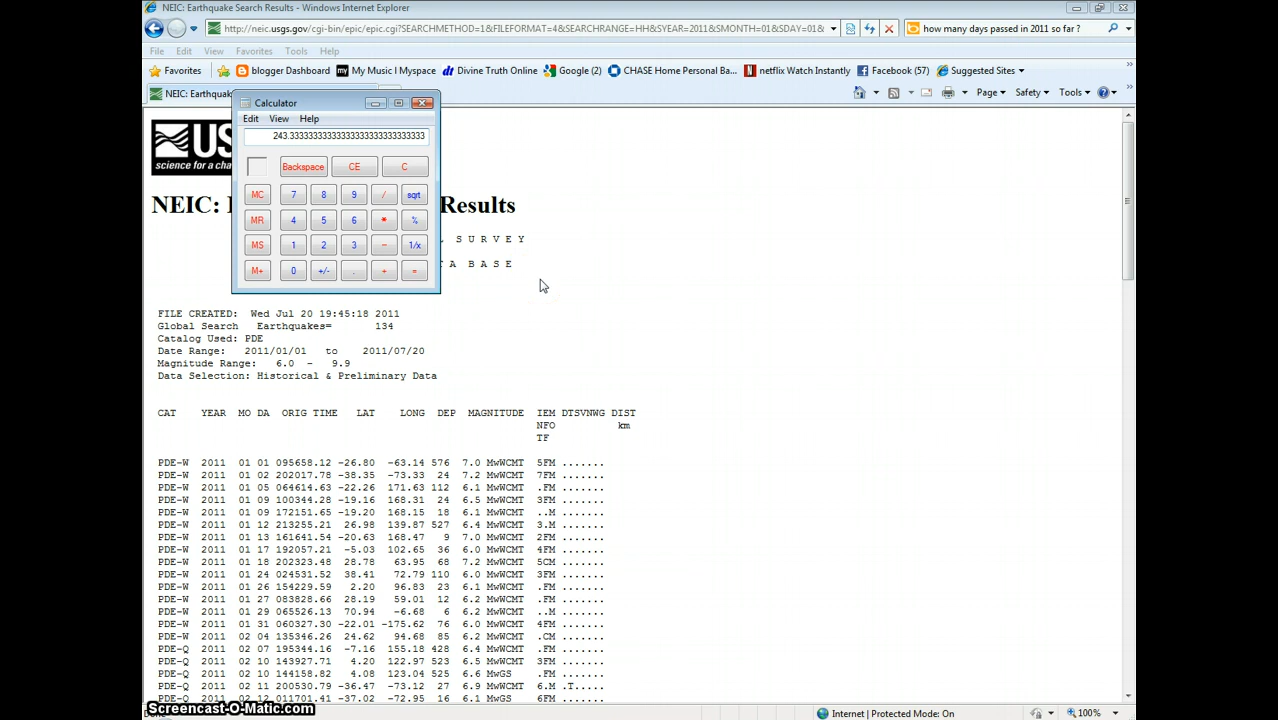 NEIC: Earthquake Search Results - Windows Internet Explorer
http://neic.usgs.gov/cgi-bin/epic/epic.cgi?SEARCHMETHOD=1&FILEFORMAT=4&SEARCHRANGE=HH&SYEAR=2011&SMONTH=01&SDAY=01&
how many days passed in 2011 so far ?
File Edit View Favorites Tools Help
Favorites blogger Dashboard My Music l Myspace Divine Truth Online Google (2) CHASE Home Personal Ba... netflix Watch Instantly Facebook (57) Suggested Sites
NEIC: Earthquak
Page Safety Tools
Calculator
Edit View Help
243.33333333333333333333333333333
Backspace CE C
MC 7 8 9 / sqrt
MR 4 5 6 * %
MS 1 2 3 - 1/x
M+ 0 +/- . + =
US
science for a cha
NEIC: Results
L SURVEY
TA BASE
FILE CREATED: Wed Jul 20 19:45:18 2011
Global Search Earthquakes= 134
Catalog Used: PDE
Date Range: 2011/01/01 to 2011/07/20
Magnitude Range: 6.0 - 9.9
Data Selection: Historical & Preliminary Data
CAT YEAR MO DA ORIG TIME LAT LONG DEP MAGNITUDE IEM DTSVNWG DIST
NFO km
TF
PDE-W 2011 01 01 095658.12 -26.80 -63.14 576 7.0 MwWCMT 5FM .......
PDE-W 2011 01 02 202017.78 -38.35 -73.33 24 7.2 MwWCMT 7FM .......
PDE-W 2011 01 05 064614.63 -22.26 171.63 112 6.1 MwWCMT .FM .......
PDE-W 2011 01 09 100344.28 -19.16 168.31 24 6.5 MwWCMT 3FM .......
PDE-W 2011 01 09 172151.65 -19.20 168.15 18 6.1 MwWCMT ..M .......
PDE-W 2011 01 12 213255.21 26.98 139.87 527 6.4 MwWCMT 3.M .......
PDE-W 2011 01 13 161641.54 -20.63 168.47 9 7.0 MwWCMT 2FM .......
PDE-W 2011 01 17 192057.21 -5.03 102.65 36 6.0 MwWCMT 4FM .......
PDE-W 2011 01 18 202323.48 28.78 63.95 68 7.2 MwWCMT 5CM .......
PDE-W 2011 01 24 024531.52 38.41 72.79 110 6.0 MwWCMT 3FM .......
PDE-W 2011 01 26 154229.59 2.20 96.83 23 6.1 MwWCMT .FM .......
PDE-W 2011 01 27 083828.66 28.19 59.01 12 6.2 MwWCMT .FM .......
PDE-W 2011 01 29 065526.13 70.94 -6.68 6 6.2 MwWCMT ..M .......
PDE-W 2011 01 31 060327.30 -22.01 -175.62 76 6.0 MwWCMT 4FM .......
PDE-W 2011 02 04 135346.26 24.62 94.68 85 6.2 MwWCMT .CM .......
PDE-Q 2011 02 07 195344.16 -7.16 155.18 428 6.4 MwWCMT .FM .......
PDE-Q 2011 02 10 143927.71 4.20 122.97 523 6.5 MwWCMT 3FM .......
PDE-Q 2011 02 10 144158.82 4.08 123.04 525 6.6 MwGS .FM .......
PDE-Q 2011 02 11 200530.79 -36.47 -73.12 27 6.9 MwWCMT 6.M .T.....
PDE-Q 2011 02 12 011701.41 -37.02 -72.95 16 6.1 MwGS 6FM .......
Screencast-O-Matic.com
Internet | Protected Mode: On
100%